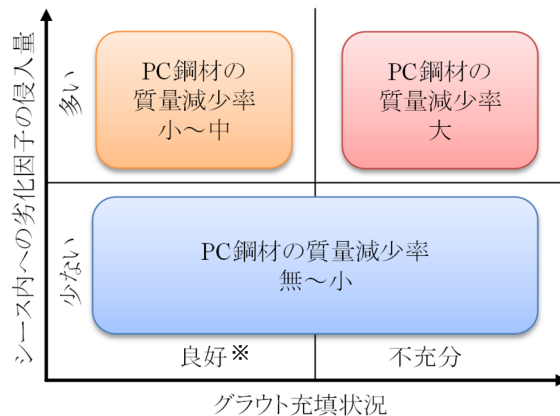 シース内への劣化因子の侵入量
多い
少ない
PC鋼材の
質量減少率
小～中
PC鋼材の
質量減少率
大
PC鋼材の質量減少率
無～小
良好※
不充分
グラウト充填状況